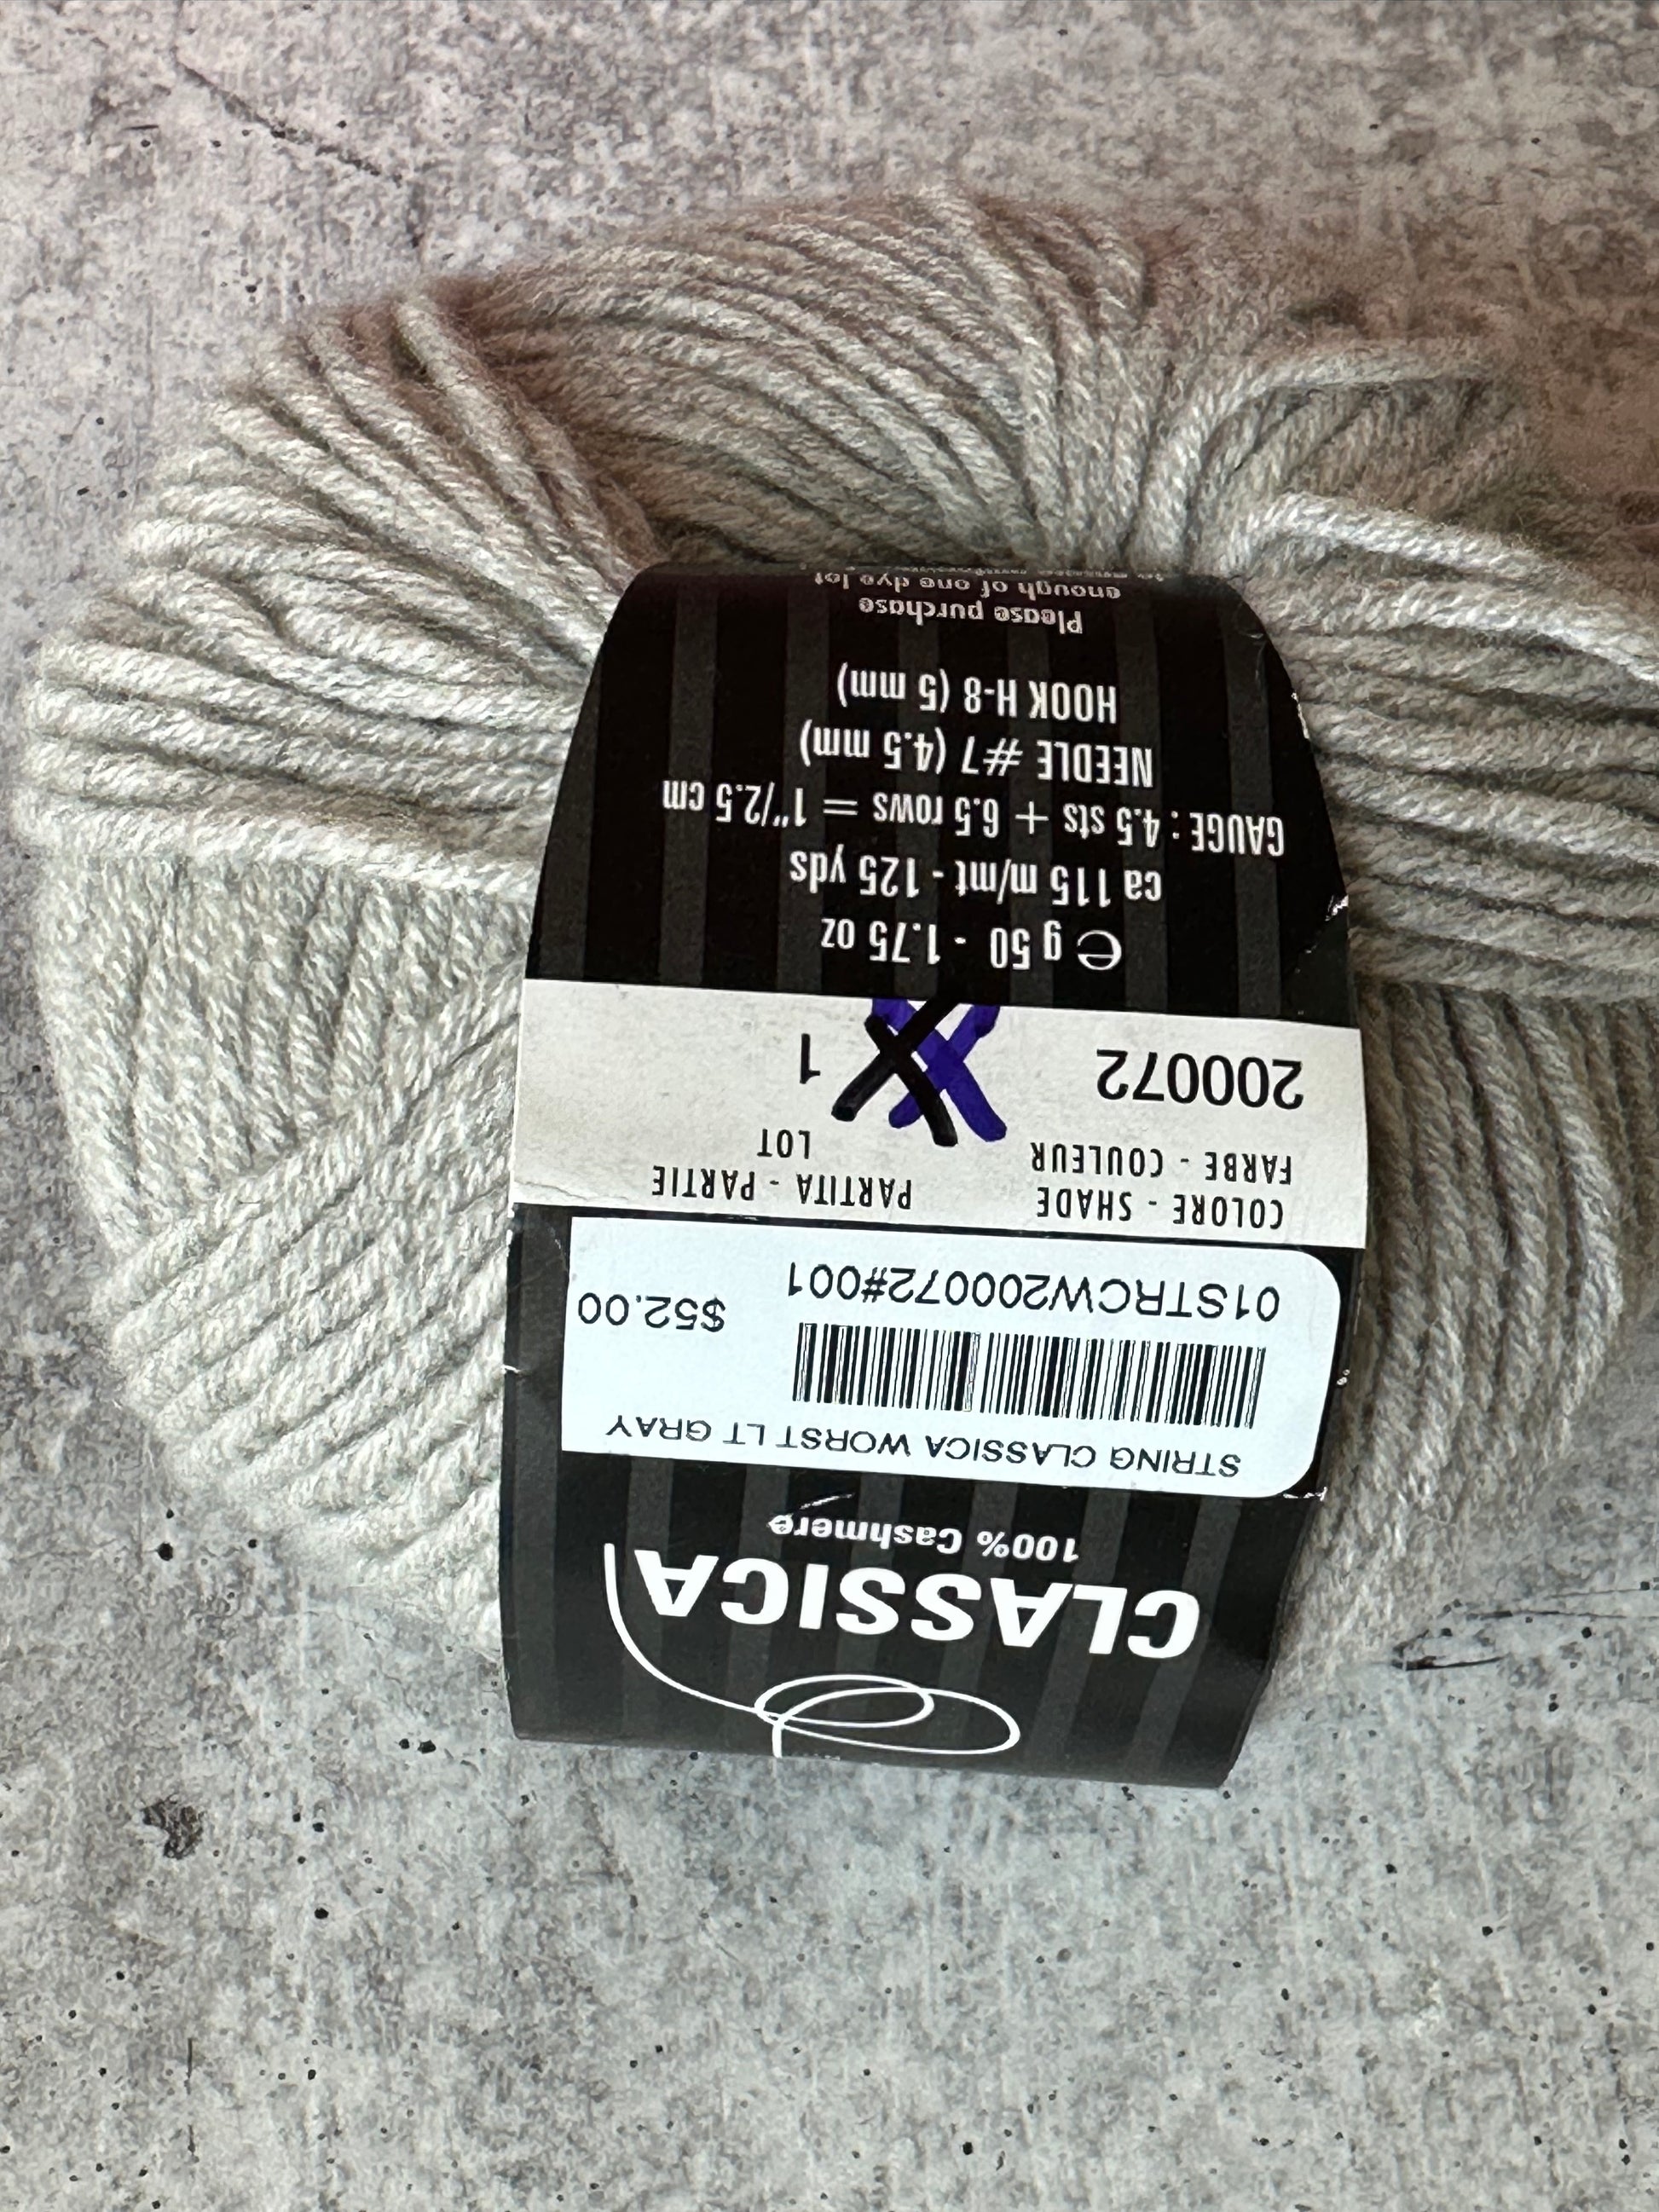 CLASSICA
100% Cashmere
STRING CLASSICA WORST LT GRAY
01STRCW200072#001
$52.00
COLORE - SHADE
FARBE - COULEUR
200072
PARTITA - PARTIE
LOT
1
e g 50 - 1.75 oz
ca 115 m/mt - 125 yds
GAUGE : 4.5 sts + 6.5 rows = 1"/2.5 cm
NEEDLE #7 (4.5 mm)
HOOK H-8 (5 mm)
Please purchase
enough of one dye lot